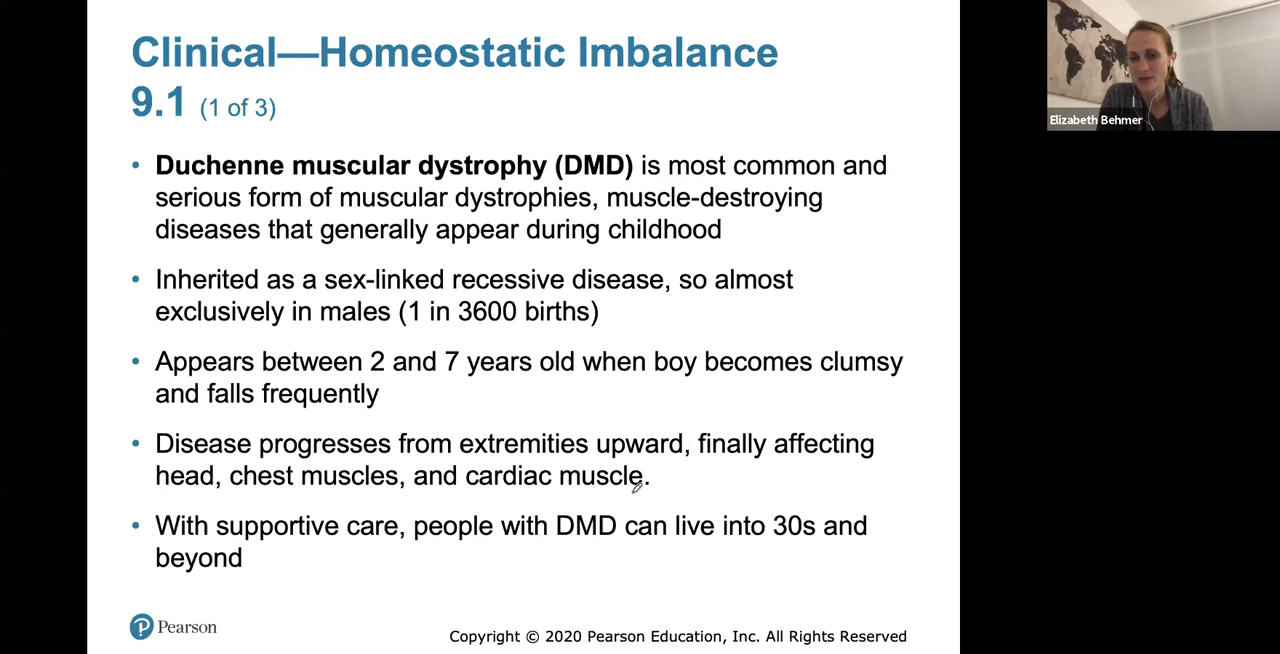 Clinical—Homeostatic Imbalance
9.1 (1 of 3)
• Duchenne muscular dystrophy (DMD) is most common and
serious form of muscular dystrophies, muscle-destroying
diseases that generally appear during childhood
• Inherited as a sex-linked recessive disease, so almost
exclusively in males (1 in 3600 births)
• Appears between 2 and 7 years old when boy becomes clumsy
and falls frequently
• Disease progresses from extremities upward, finally affecting
head, chest muscles, and cardiac muscle.
• With supportive care, people with DMD can live into 30s and
beyond
P Pearson
Copyright © 2020 Pearson Education, Inc. All Rights Reserved
Elizabeth Behmer